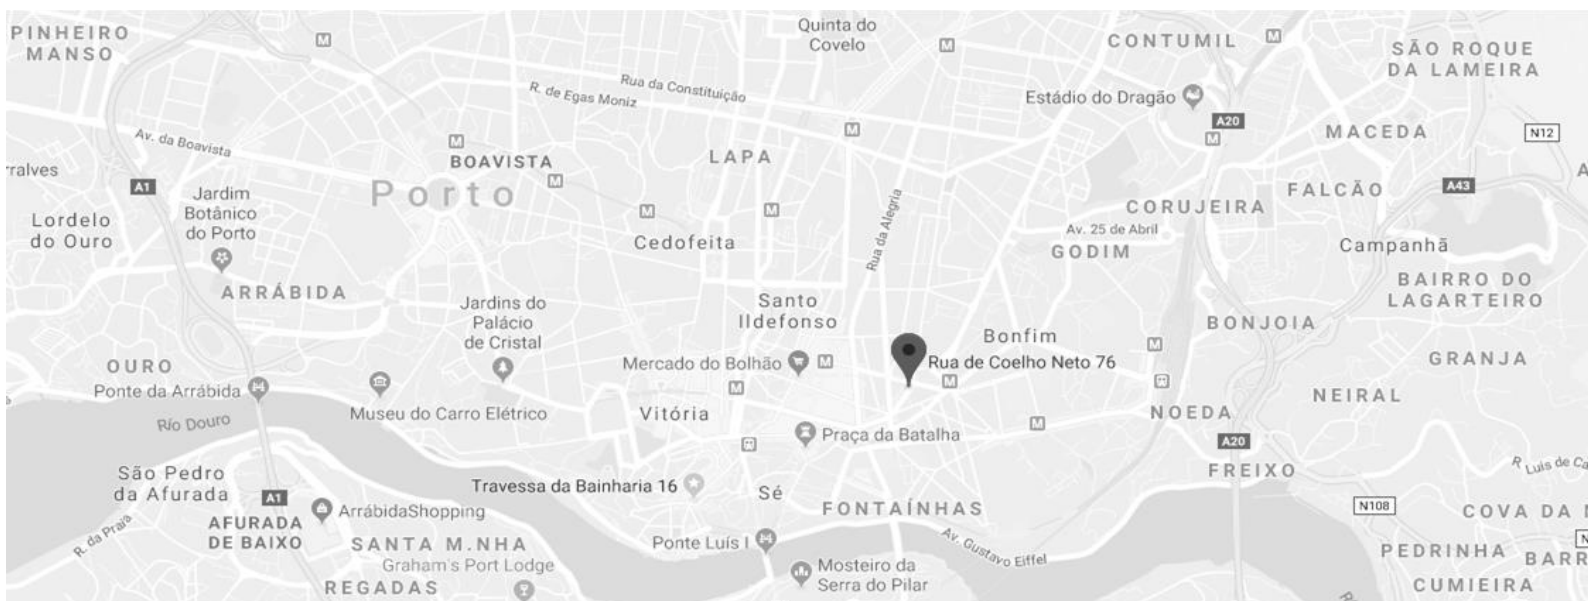 PINHEIRO
MANSO
M
Quinta do
Covelo
M
CONTUMIL
M
SÃO ROQUE
DA LAMEIRA
Rua da Constituição
R. de Egas Moniz
Estádio do Dragão
A20
M
MACEDA
N12
Av. da Boavista
M
BOAVISTA
M
LAPA
M
rralves
A1
Porto
M
M
Rua da Alegria
FALCÃO
A43
Jardim
Botânico
do Porto
Lordelo
do Ouro
Cedofeita
CORUJEIRA
Av. 25 de Abril
GODIM
Campanhã
ARRÁBIDA
BAIRRO DO
LAGARTEIRO
Jardins do
Palácio
de Cristal
Santo
Ildefonso
Bonfim
BONJOIA
M
GRANJA
OURO
Ponte da Arrábida
Mercado do Bolhão
M
Rua de Coelho Neto 76
M
M
NEIRAL
Museu do Carro Elétrico
Vitória
NOEDA
Río Douro
Praça da Batalha
M
A20
São Pedro
da Afurada
FREIXO
R Luis de Ca
Travessa da Bainharia 16
Sé
A1
ArrábidaShopping
FONTAÍNHAS
N108
COVA DA N
R. da Praia
AFURADA
DE BAIXO
SANTA M.NHA
Graham's Port Lodge
Ponte Luís I
Av. Gustavo Eiffel
N
PEDRINHA
BARR
REGADAS
Mosteiro da
Serra do Pilar
CUMIEIRA